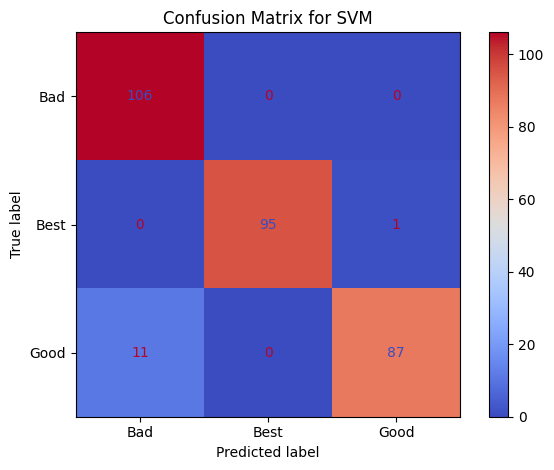 Confusion Matrix for SVM
True label
Bad
106
0
0
Best
0
95
1
Good
11
0
87
Bad
Best
Good
Predicted label
100
80
60
40
20
0